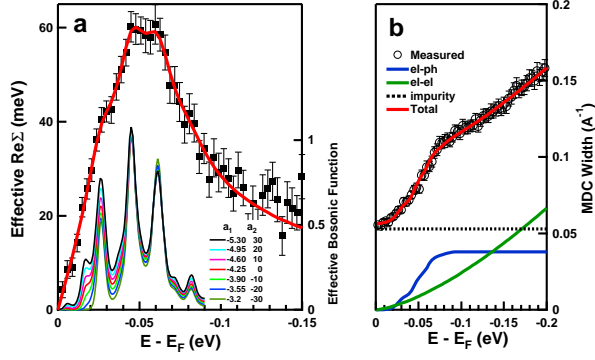 a
Effective ReΣ (meV)
60
40
20
0
0
-0.05
-0.10
-0.15
E - E_F (eV)
1
0.5
0
Effective Bosonic Function
a₁ a₂
-5.30 30
-4.95 20
-4.60 10
-4.25 0
-3.90 -10
-3.55 -20
-3.2 -30
b
Measured
el-ph
el-el
impurity
Total
0
-0.05
-0.1
-0.15
-0.2
E - E_F (eV)
0.2
0.15
0.1
0.05
0
MDC Width (Å⁻¹)